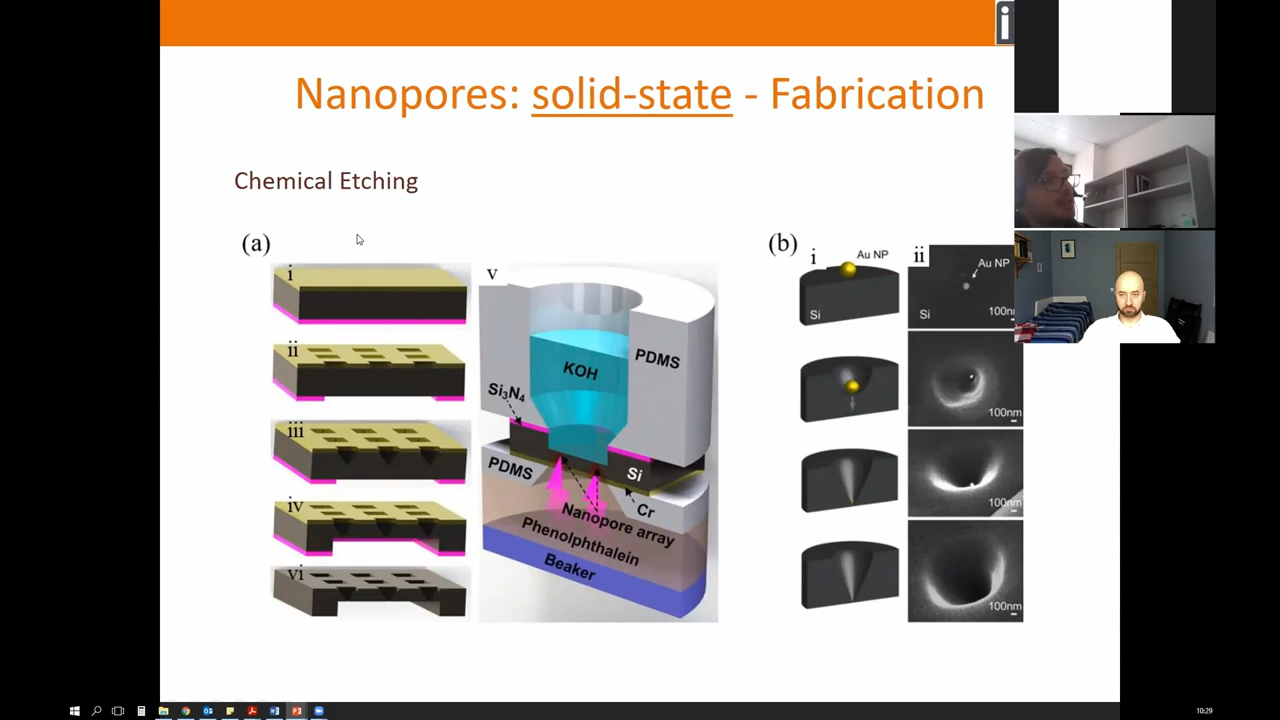 i
Nanopores: solid-state - Fabrication
Chemical Etching
(a)
i
ii
iii
iv
vi
v
KOH
PDMS
Si₃N₄
PDMS
Si
Cr
Nanopore array
Phenolphthalein
Beaker
(b)
i
Au NP
Si
ii
Au NP
Si
100nm
100nm
100nm
100nm
10:29